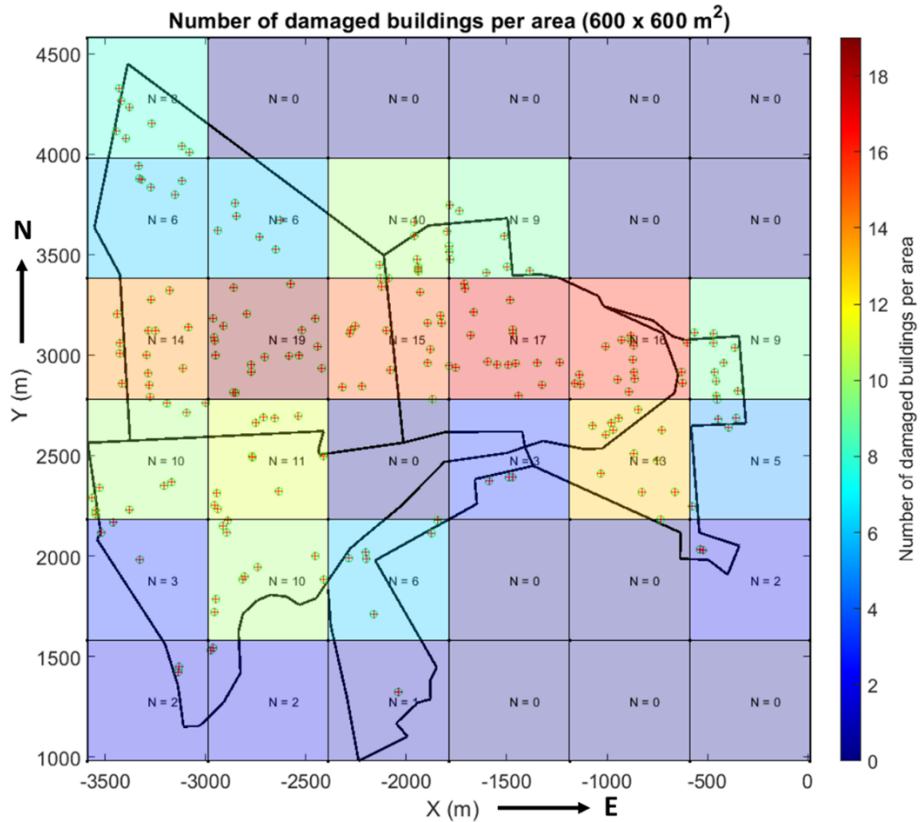 Number of damaged buildings per area (600 x 600 m²)
4500
4000
3500
3000
2500
2000
1500
1000
N
Y (m)
N = 8 N = 0 N = 0 N = 0 N = 0 N = 0
N = 6 N = 6 N = 10 N = 9 N = 0 N = 0
N = 14 N = 19 N = 15 N = 17 N = 16 N = 9
N = 10 N = 11 N = 0 N = 3 N = 13 N = 5
N = 3 N = 10 N = 6 N = 0 N = 0 N = 2
N = 2 N = 2 N = 1 N = 0 N = 0 N = 0
-3500 -3000 -2500 -2000 -1500 -1000 -500 0
X (m) E
18
16
14
12
10
8
6
4
2
0
Number of damaged buildings per area